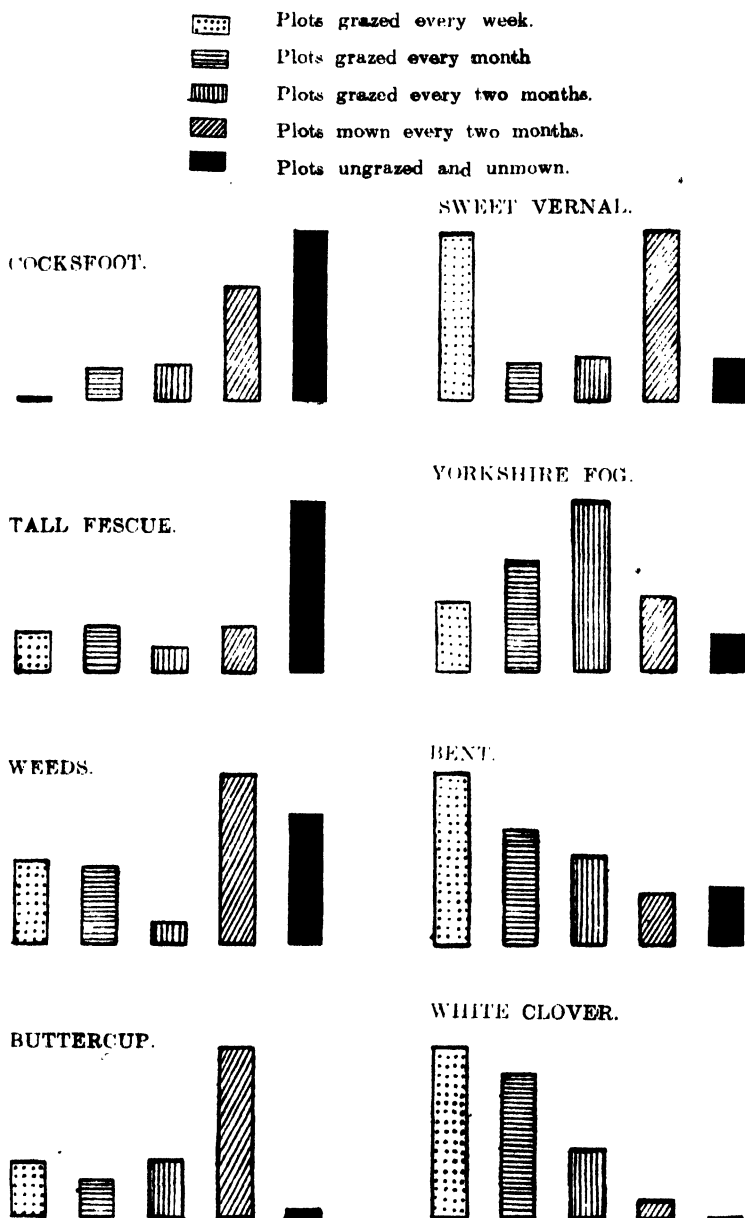 Plots grazed every week.
Plots grazed every month
Plots grazed every two months.
Plots mown every two months.
Plots ungrazed and unmown.
SWEET VERNAL.
COCKSFOOT.
YORKSHIRE FOG.
TALL FESCUE.
BENT.
WEEDS.
WHITE CLOVER.
BUTTERCUP.